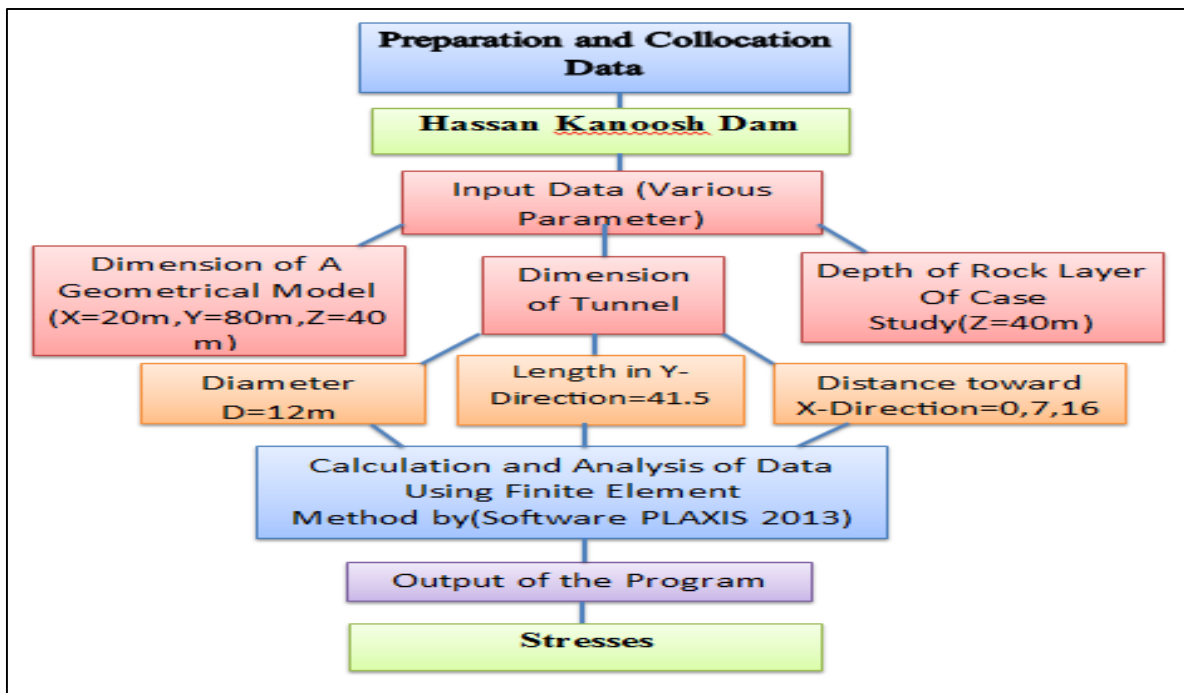 Preparation and Collocation
Data
Hassan Kanoosh Dam
Input Data (Various
Parameter)
Dimension of A
Geometrical Model
(X=20m,Y=80m,Z=40
m)
Dimension
of Tunnel
Depth of Rock Layer
Of Case
Study(Z=40m)
Diameter
D=12m
Length in Y-
Direction=41.5
Distance toward
X-Direction=0,7,16
Calculation and Analysis of Data
Using Finite Element
Method by(Software PLAXIS 2013)
Output of the Program
Stresses